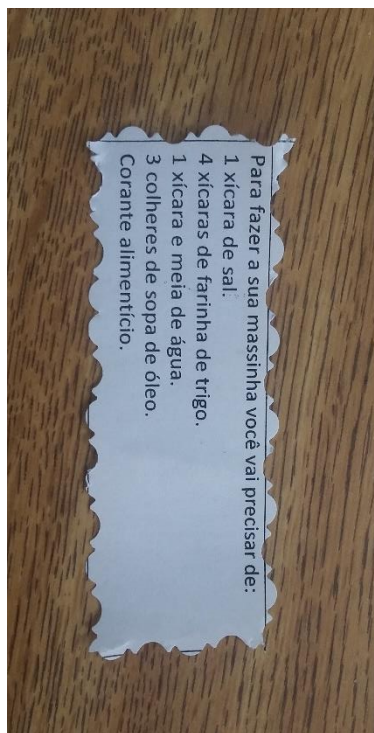 Para fazer a sua massinha você vai precisar de:
1 xícara de sal.
4 xícaras de farinha de trigo.
1 xícara e meia de água.
3 colheres de sopa de óleo.
Corante alimentício.